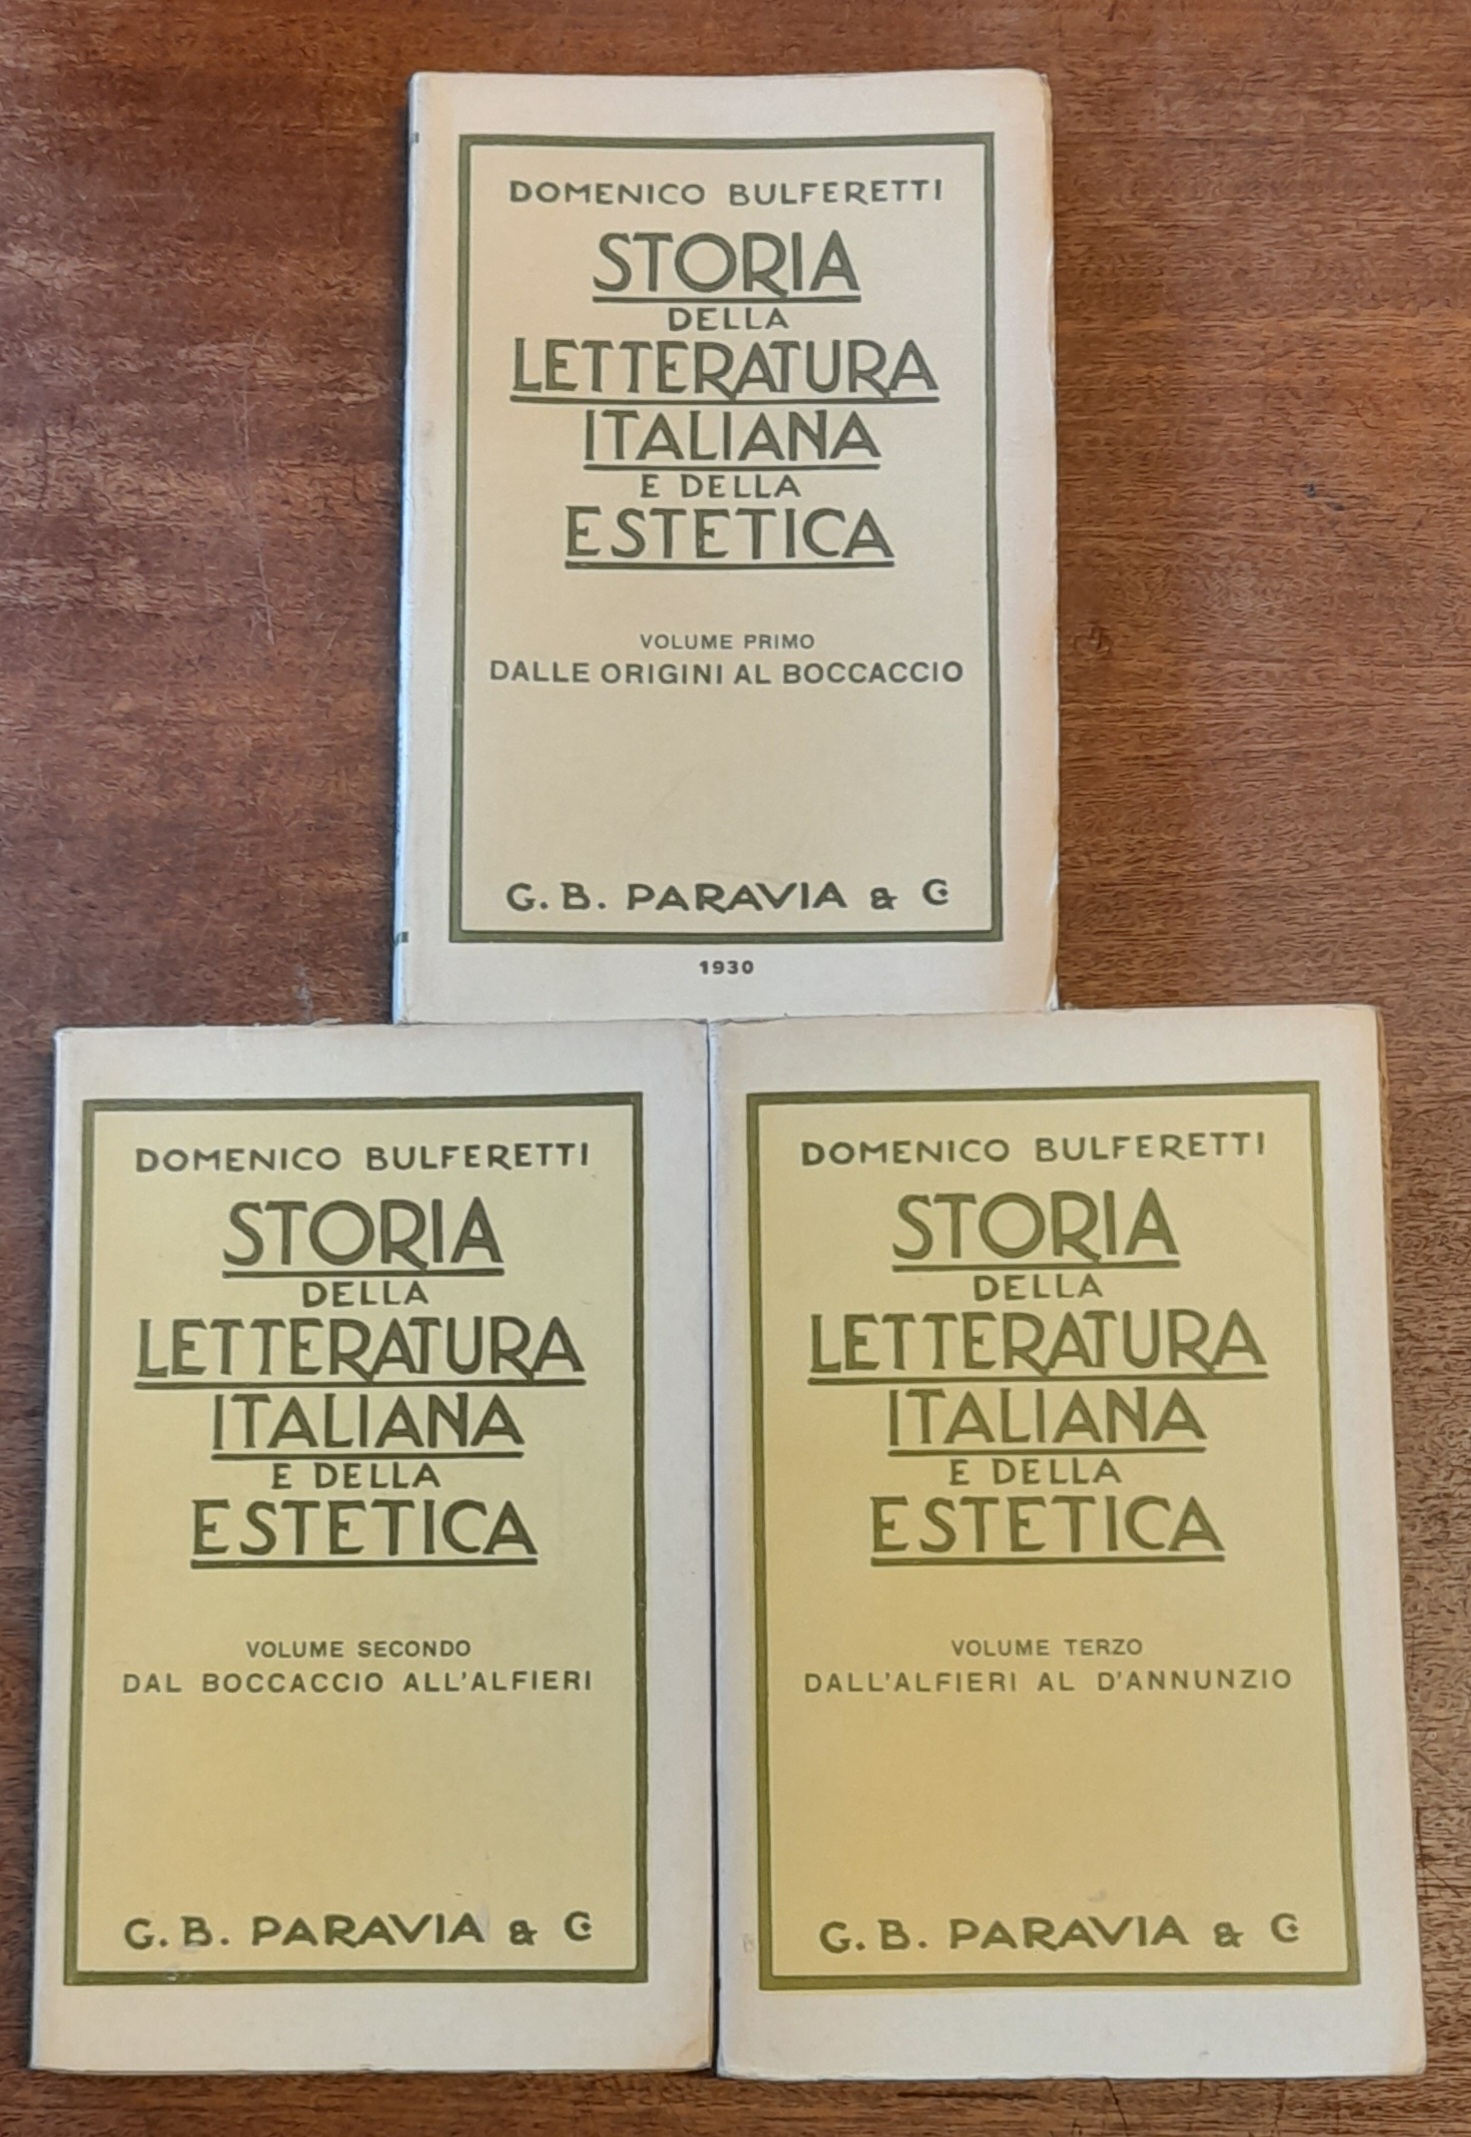 DOMENICO BULFERETTI
STORIA
DELLA
LETTERATURA
ITALIANA
E DELLA
ESTETICA
VOLUME PRIMO
DALLE ORIGINI AL BOCCACCIO
G. B. PARAVIA & C.
1930
DOMENICO BULFERETTI
STORIA
DELLA
LETTERATURA
ITALIANA
E DELLA
ESTETICA
VOLUME SECONDO
DAL BOCCACCIO ALL'ALFIERI
G. B. PARAVIA & C.
DOMENICO BULFERETTI
STORIA
DELLA
LETTERATURA
ITALIANA
E DELLA
ESTETICA
VOLUME TERZO
DALL'ALFIERI AL D'ANNUNZIO
G. B. PARAVIA & C.